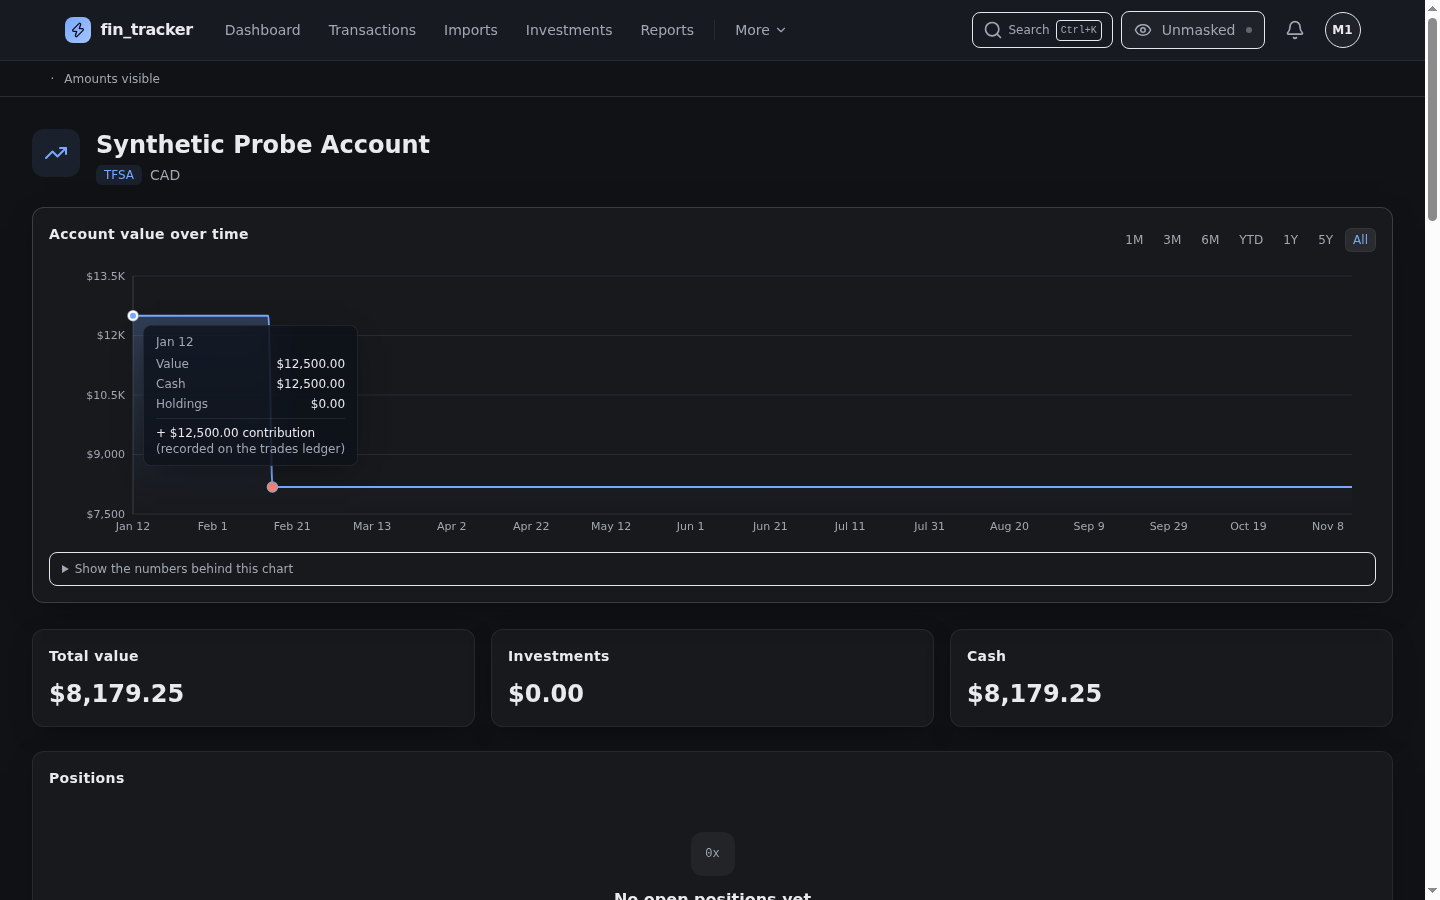 fin_tracker Dashboard Transactions Imports Investments Reports More Search Ctrl+K Unmasked M1
· Amounts visible
Synthetic Probe Account
TFSA CAD
Account value over time
1M 3M 6M YTD 1Y 5Y All
$13.5K
$12K
$10.5K
$9,000
$7,500
Jan 12
Value $12,500.00
Cash $12,500.00
Holdings $0.00
+ $12,500.00 contribution
(recorded on the trades ledger)
Jan 12 Feb 1 Feb 21 Mar 13 Apr 2 Apr 22 May 12 Jun 1 Jun 21 Jul 11 Jul 31 Aug 20 Sep 9 Sep 29 Oct 19 Nov 8
Show the numbers behind this chart
Total value
$8,179.25
Investments
$0.00
Cash
$8,179.25
Positions
0x
No open positions yet